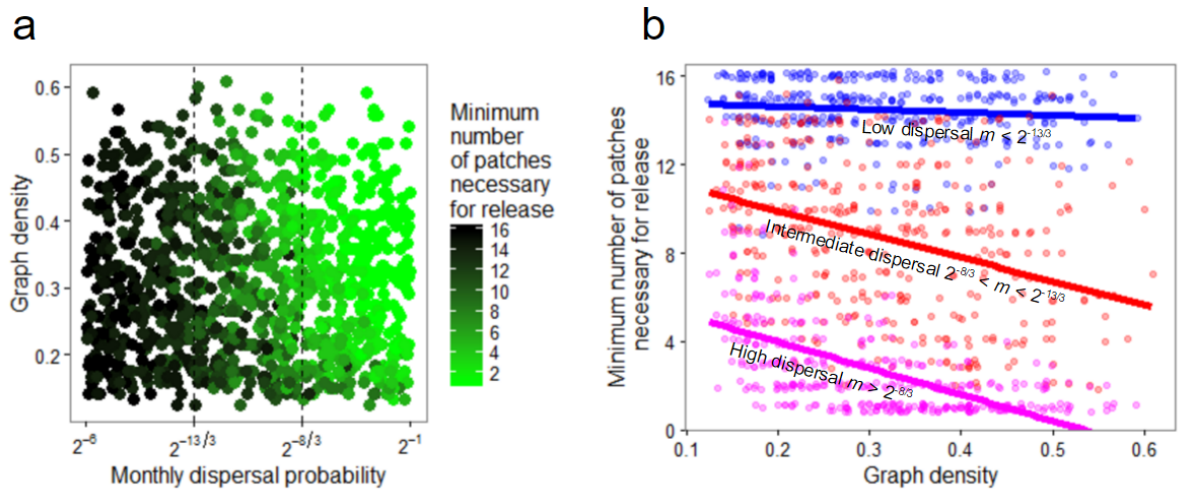 a
Graph density
0.6
0.5
0.4
0.3
0.2
2^-6
2^-13/3
2^-8/3
2^-1
Monthly dispersal probability
Minimum
number
of patches
necessary
for release
16
14
12
10
8
6
4
2
b
Minimum number of patches
necessary for release
16
12
8
4
0
Low dispersal m < 2^-13/3
Intermediate dispersal 2^-8/3 < m < 2^-13/3
High dispersal m > 2^-8/3
0.1
0.2
0.3
0.4
0.5
0.6
Graph density